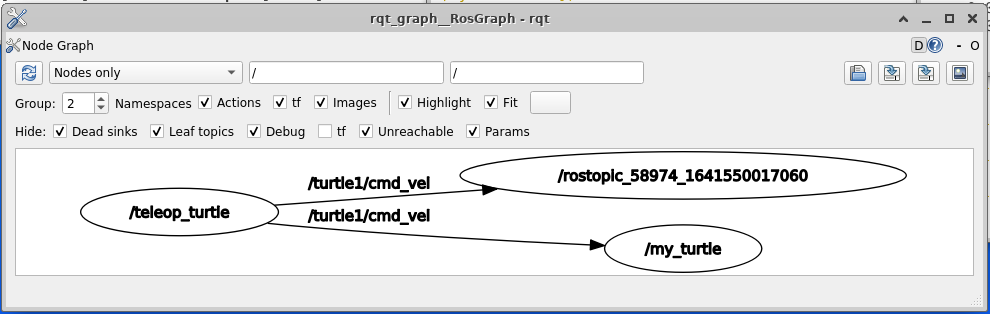 rqt_graph__RosGraph - rqt
Node Graph
D
?
- O
Nodes only
/
/
Group: 2 Namespaces Actions tf Images Highlight Fit
Hide: Dead sinks Leaf topics Debug tf Unreachable Params
/turtle1/cmd_vel
/rostopic_58974_1641550017060
/teleop_turtle
/turtle1/cmd_vel
/my_turtle